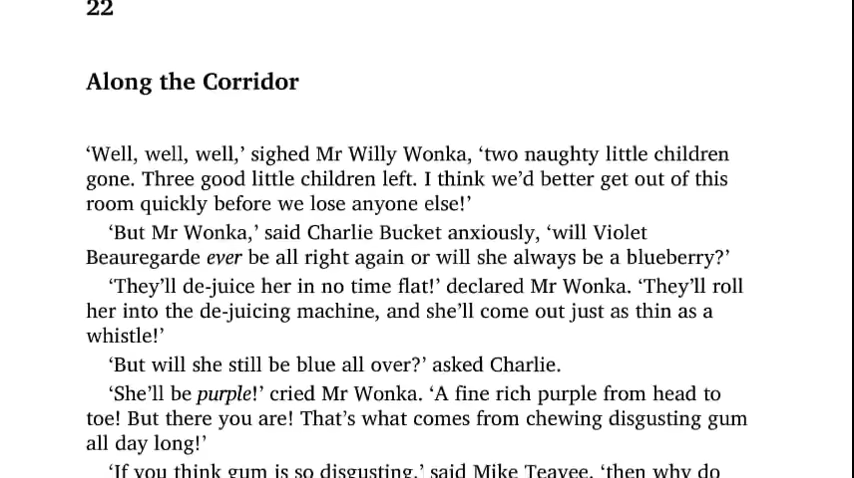 22
Along the Corridor
‘Well, well, well,’ sighed Mr Willy Wonka, ‘two naughty little children
gone. Three good little children left. I think we’d better get out of this
room quickly before we lose anyone else!’
‘But Mr Wonka,’ said Charlie Bucket anxiously, ‘will Violet
Beauregarde ever be all right again or will she always be a blueberry?’
‘They’ll de-juice her in no time flat!’ declared Mr Wonka. ‘They’ll roll
her into the de-juicing machine, and she’ll come out just as thin as a
whistle!’
‘But will she still be blue all over?’ asked Charlie.
‘She’ll be purple!’ cried Mr Wonka. ‘A fine rich purple from head to
toe! But there you are! That’s what comes from chewing disgusting gum
all day long!’
‘If you think gum is so disgusting,’ said Mike Teavee, ‘then why do